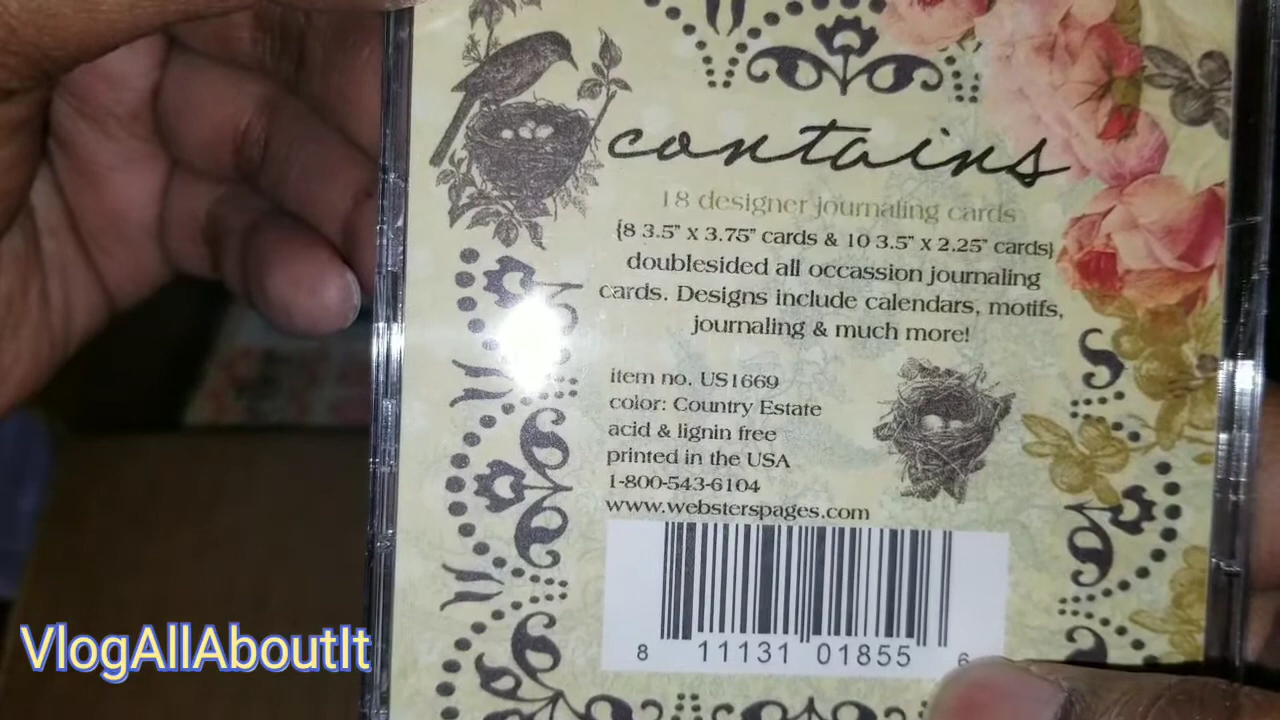 contains
18 designer journaling cards
{8 3.5" x 3.75" cards & 10 3.5" x 2.25" cards}
doublesided all occassion journaling
cards. Designs include calendars, motifs,
journaling & much more!
item no. US1669
color: Country Estate
acid & lignin free
printed in the USA
1-800-543-6104
www.websterspages.com
8 11131 01855 6
VlogAllAboutIt